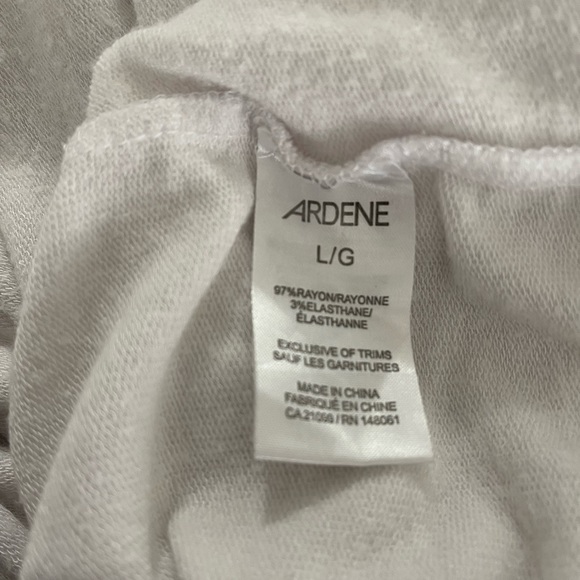 ARDENE
L/G
97%RAYON/RAYONNE
3%ELASTHANE/
ÉLASTHANNE
EXCLUSIVE OF TRIMS
SAUF LES GARNITURES
MADE IN CHINA
FABRIQUÉ EN CHINE
CA 21099 / RN 148061